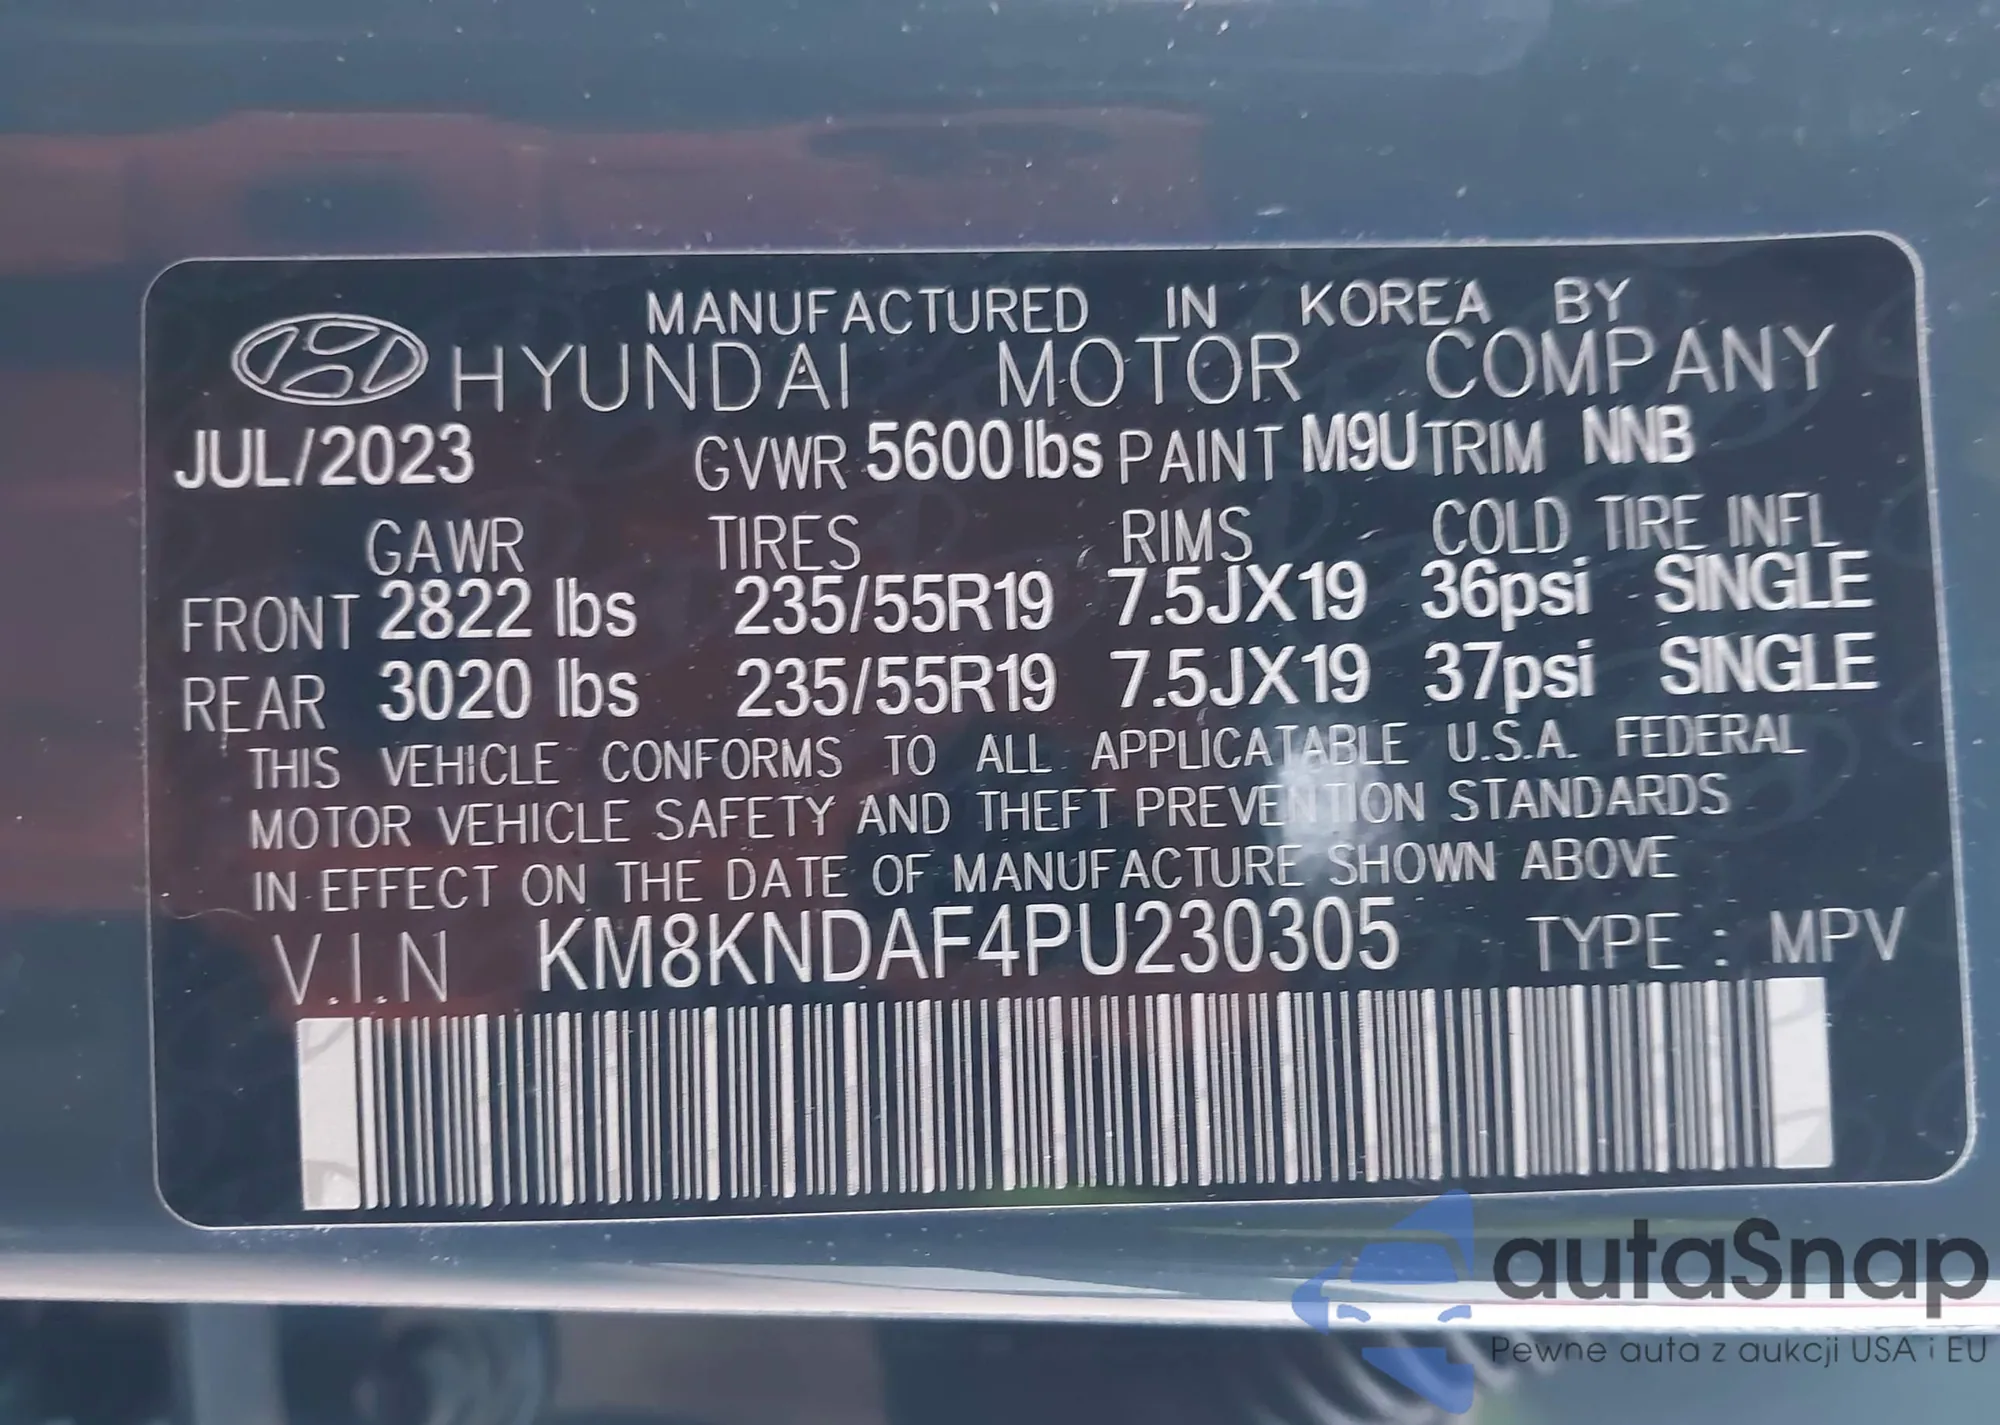 MANUFACTURED IN KOREA BY
HYUNDAI MOTOR COMPANY
JUL/2023 GVWR 5600lbs PAINT M9U TRIM NNB
GAWR TIRES RIMS COLD TIRE INFL
FRONT 2822 lbs 235/55R19 7.5JX19 36psi SINGLE
REAR 3020 lbs 235/55R19 7.5JX19 37psi SINGLE
THIS VEHICLE CONFORMS TO ALL APPLICATABLE U.S.A. FEDERAL
MOTOR VEHICLE SAFETY AND THEFT PREVENTION STANDARDS
IN EFFECT ON THE DATE OF MANUFACTURE SHOWN ABOVE
V.I.N KM8KNDAF4PU230305 TYPE : MPV
autaSnap
Pewne auta z aukcji USA i EU